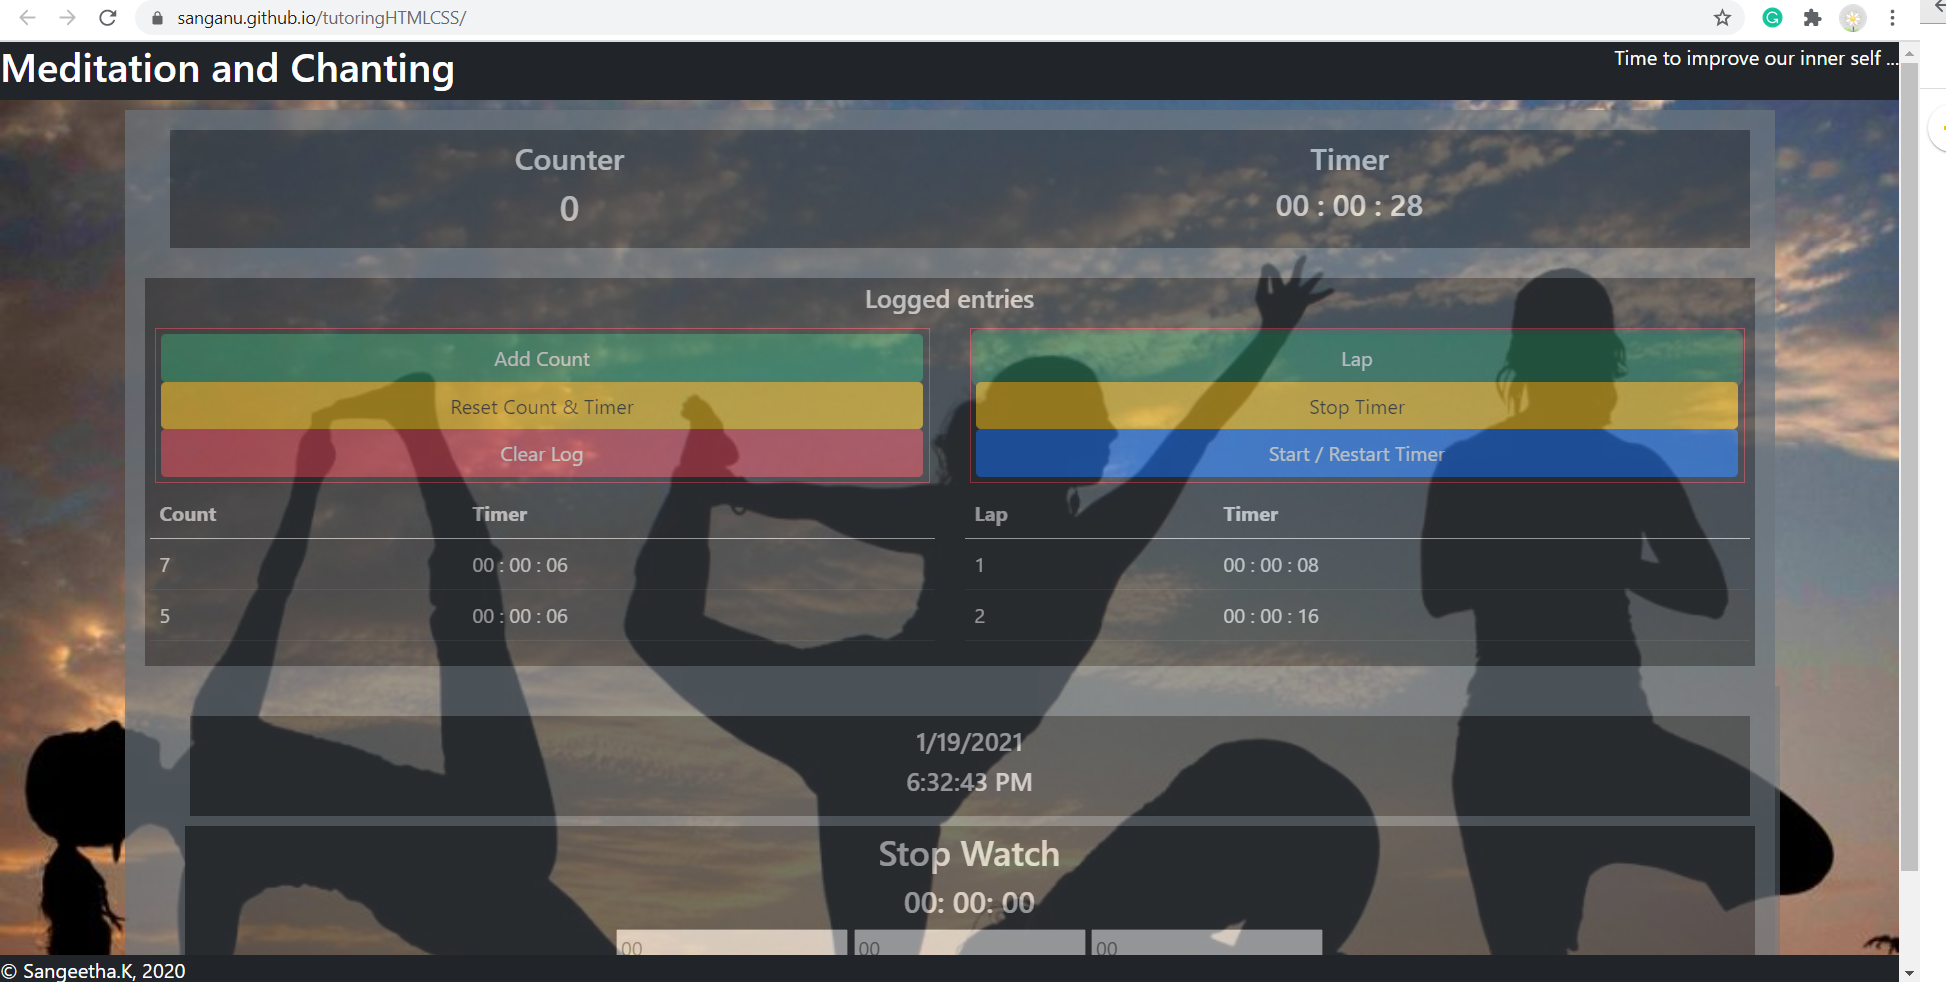 sanganu.github.io/tutoringHTMLCSS/
Meditation and Chanting
Time to improve our inner self ...
Counter
0
Timer
00 : 00 : 28
Logged entries
Add Count
Reset Count & Timer
Clear Log
Lap
Stop Timer
Start / Restart Timer
Count Timer
7 00 : 00 : 06
5 00 : 00 : 06
Lap Timer
1 00 : 00 : 08
2 00 : 00 : 16
1/19/2021
6:32:43 PM
Stop Watch
00: 00: 00
00 00 00
© Sangeetha.K, 2020